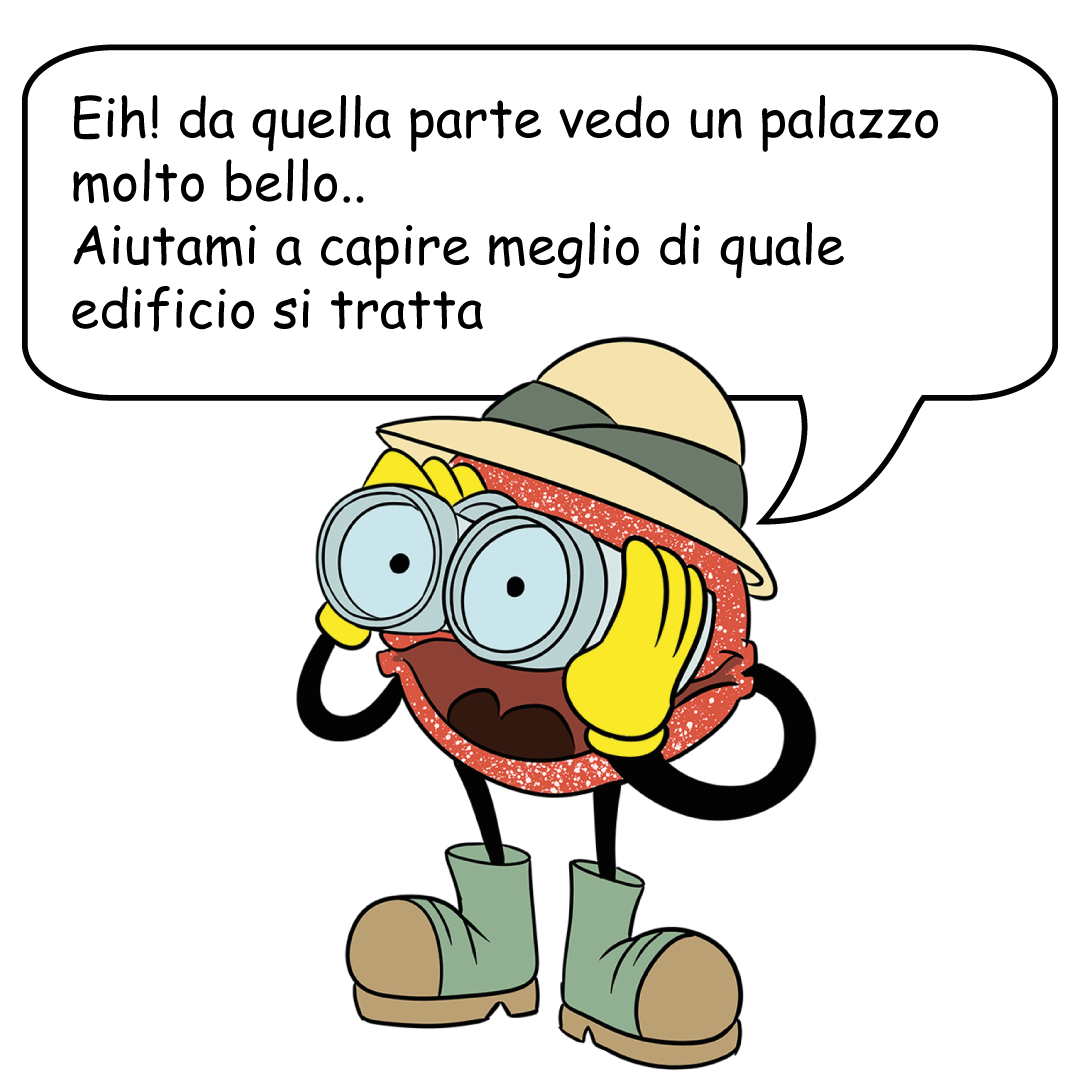 Eih! da quella parte vedo un palazzo
molto bello..
Aiutami a capire meglio di quale
edificio si tratta